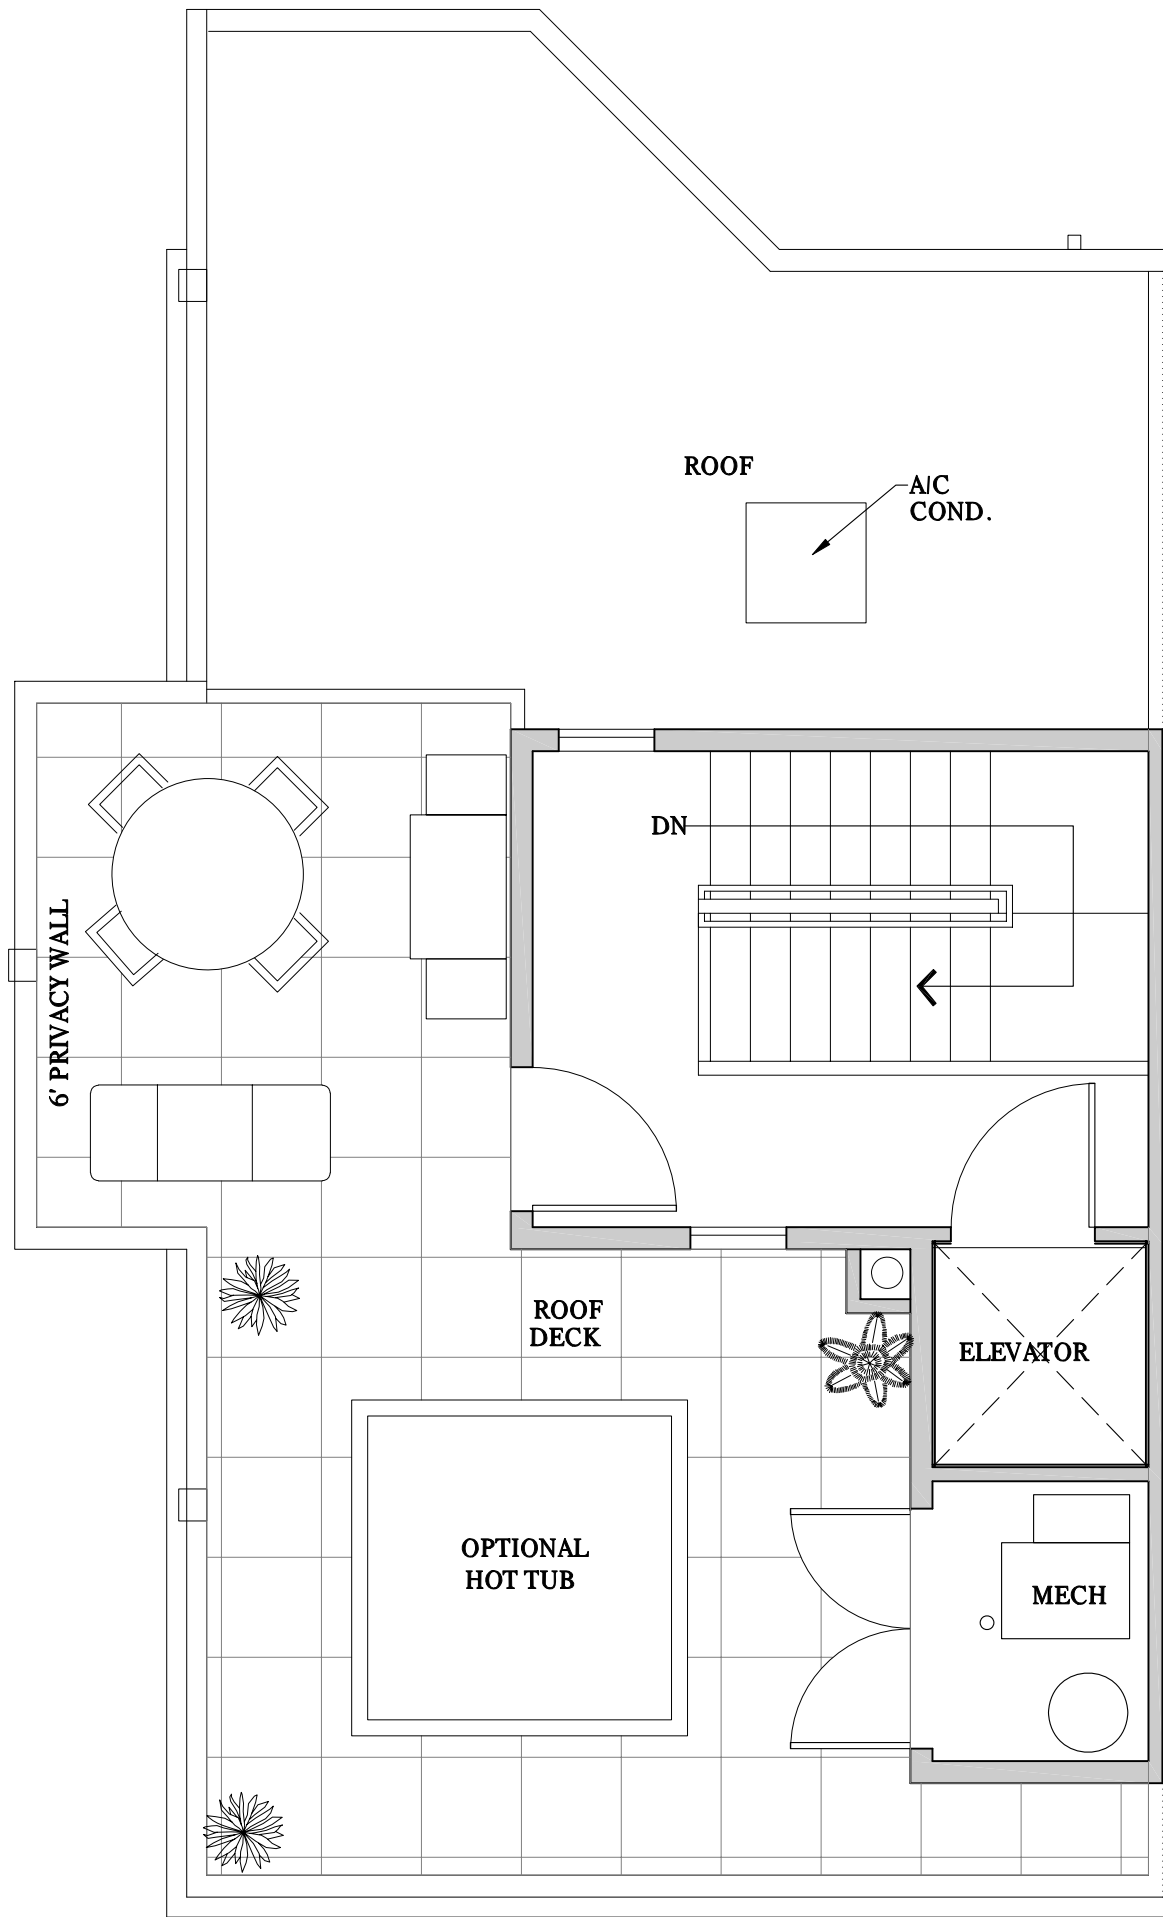 ROOF
A/C
COND.
DN
6' PRIVACY WALL
ROOF
DECK
ELEVATOR
OPTIONAL
HOT TUB
MECH